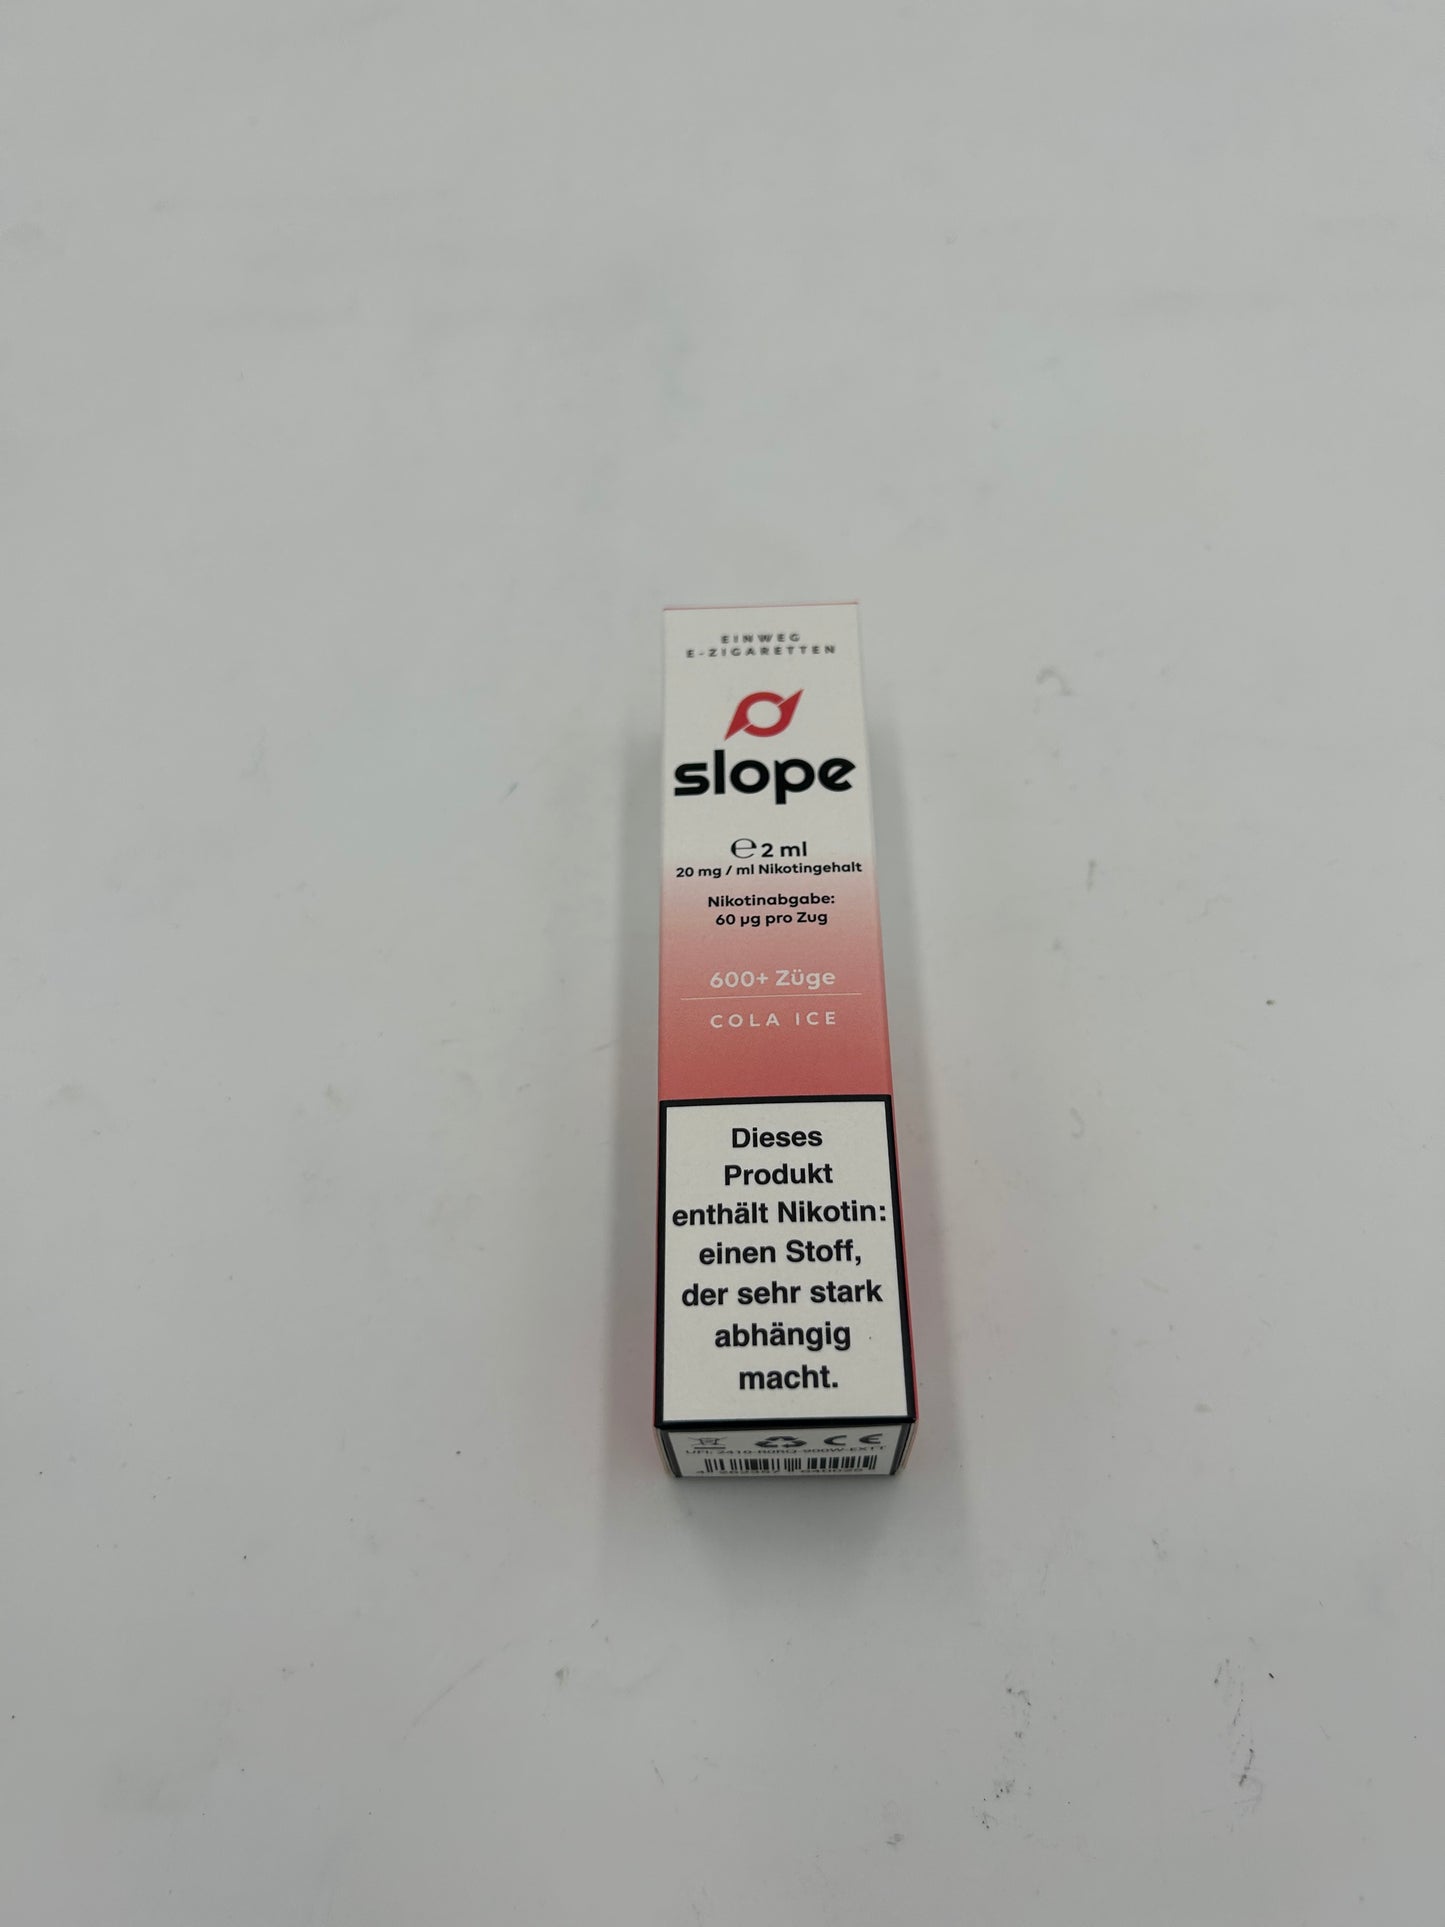 EINWEG
E-ZIGARETTEN
slope
℮ 2 ml
20 mg / ml Nikotingehalt
Nikotinabgabe:
60 µg pro Zug
600+ Züge
COLA ICE
Dieses
Produkt
enthält Nikotin:
einen Stoff,
der sehr stark
abhängig
macht.
CE
UFI: